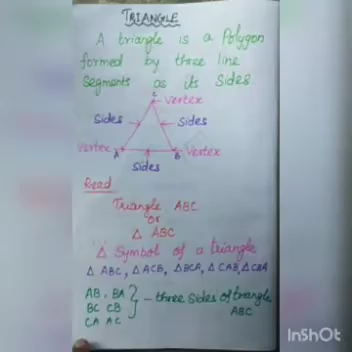 TRIANGLE
A triangle is a Polygon
formed by three line
segments as its sides.
C
Vertex
Sides
Sides
Vertex A B Vertex
Sides
Read
Triangle ABC
or
Δ ABC
'Δ' Symbol of a triangle
Δ ABC, Δ ACB, Δ BCA, Δ CAB, Δ CBA
AB, BA
BC CB } - three sides of triangle
CA AC ABC
InShOt